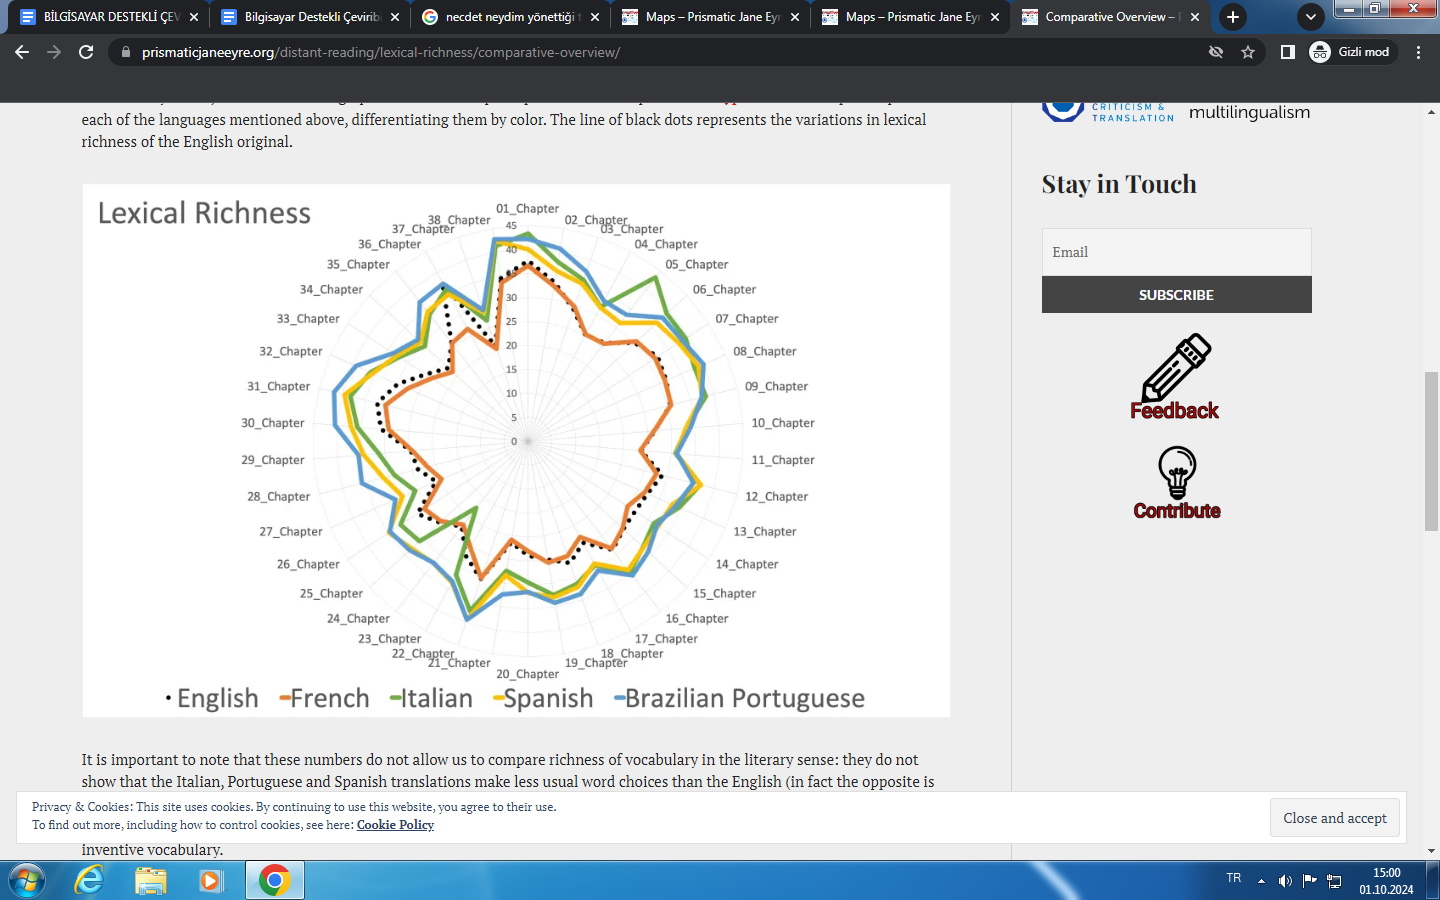 BİLGİSAYAR DESTEKLİ ÇEV
Bilgisayar Destekli Çeviribi
necdet neydim yönettiği t
Maps – Prismatic Jane Eyr
Maps – Prismatic Jane Eyr
Comparative Overview –
prismaticjaneeyre.org/distant-reading/lexical-richness/comparative-overview/
Gizli mod
each of the languages mentioned above, differentiating them by color. The line of black dots represents the variations in lexical
richness of the English original.
CRITICISM &
TRANSLATION
multilingualism
Stay in Touch
Email
SUBSCRIBE
Feedback
Contribute
Lexical Richness
01_Chapter
02_Chapter
03_Chapter
04_Chapter
05_Chapter
06_Chapter
07_Chapter
08_Chapter
09_Chapter
10_Chapter
11_Chapter
12_Chapter
13_Chapter
14_Chapter
15_Chapter
16_Chapter
17_Chapter
18_Chapter
19_Chapter
20_Chapter
21_Chapter
22_Chapter
23_Chapter
24_Chapter
25_Chapter
26_Chapter
27_Chapter
28_Chapter
29_Chapter
30_Chapter
31_Chapter
32_Chapter
33_Chapter
34_Chapter
35_Chapter
36_Chapter
37_Chapter
38_Chapter
45
40
35
30
25
20
15
10
5
0
English French Italian Spanish Brazilian Portuguese
It is important to note that these numbers do not allow us to compare richness of vocabulary in the literary sense: they do not
show that the Italian, Portuguese and Spanish translations make less usual word choices than the English (in fact the opposite is
Privacy & Cookies: This site uses cookies. By continuing to use this website, you agree to their use.
To find out more, including how to control cookies, see here: Cookie Policy
Close and accept
inventive vocabulary.
TR
15:00
01.10.2024